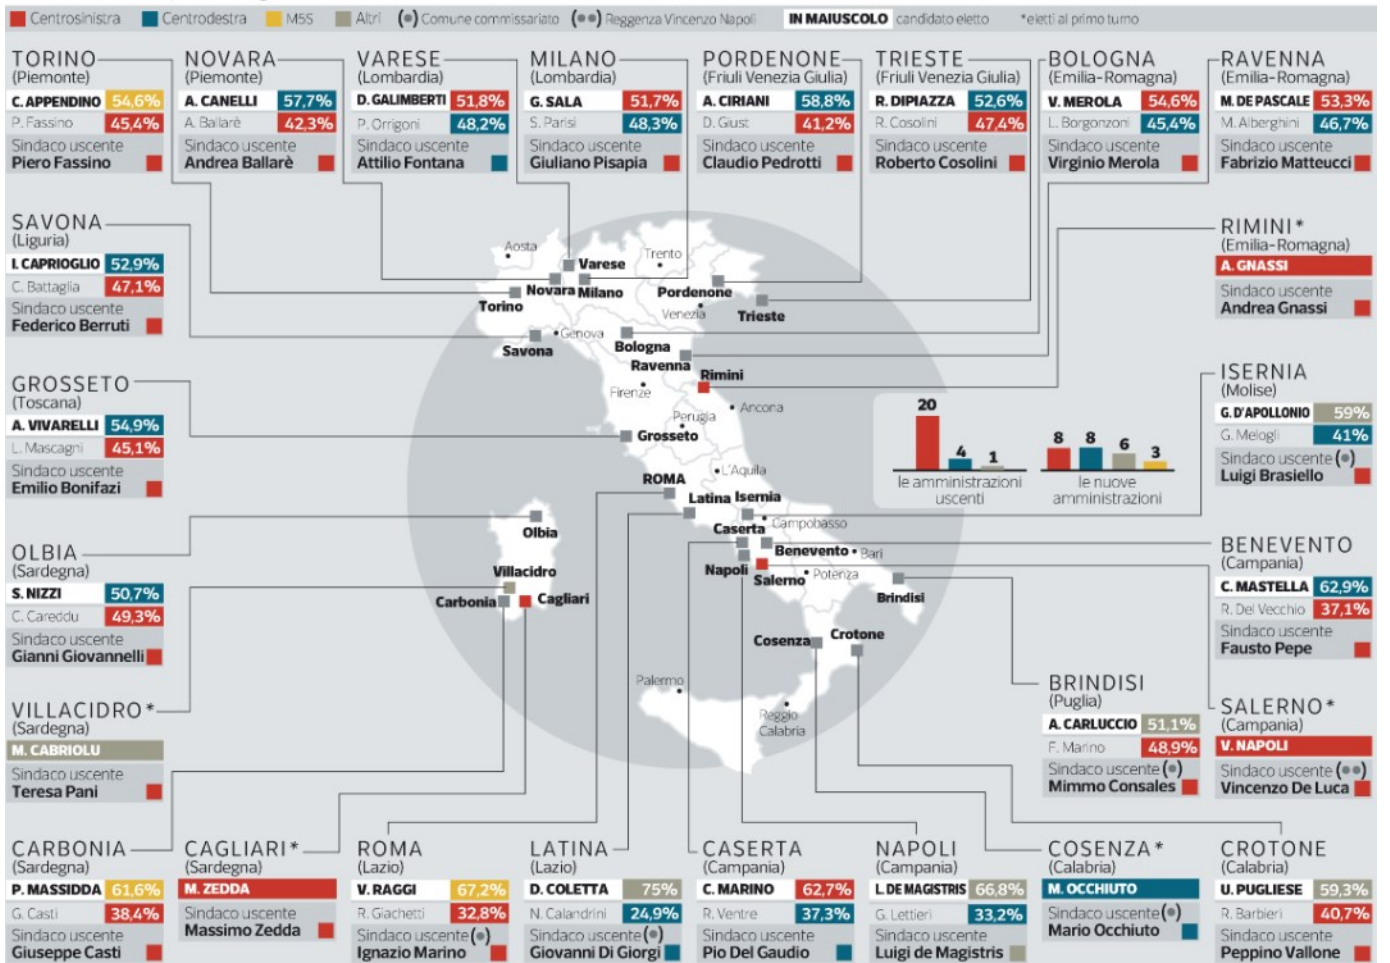 Centrosinistra Centrodestra M5S Altri (•) Comune commissariato (••) Reggenza Vincenzo Napoli IN MAIUSCOLO candidato eletto *eletti al primo turno
TORINO
(Piemonte)
C. APPENDINO 54,6%
P. Fassino 45,4%
Sindaco uscente
Piero Fassino
NOVARA
(Piemonte)
A. CANELLI 57,7%
A. Ballarè 42,3%
Sindaco uscente
Andrea Ballarè
VARESE
(Lombardia)
D. GALIMBERTI 51,8%
P. Orrigoni 48,2%
Sindaco uscente
Attilio Fontana
MILANO
(Lombardia)
G. SALA 51,7%
S. Parisi 48,3%
Sindaco uscente
Giuliano Pisapia
PORDENONE
(Friuli Venezia Giulia)
A. CIRIANI 58,8%
D. Giust 41,2%
Sindaco uscente
Claudio Pedrotti
TRIESTE
(Friuli Venezia Giulia)
R. DIPIAZZA 52,6%
R. Cosolini 47,4%
Sindaco uscente
Roberto Cosolini
BOLOGNA
(Emilia-Romagna)
V. MEROLA 54,6%
L. Borgonzoni 45,4%
Sindaco uscente
Virginio Merola
RAVENNA
(Emilia-Romagna)
M. DE PASCALE 53,3%
M. Alberghini 46,7%
Sindaco uscente
Fabrizio Matteucci
SAVONA
(Liguria)
I. CAPRIOGLIO 52,9%
C. Battaglia 47,1%
Sindaco uscente
Federico Berruti
GROSSETO
(Toscana)
A. VIVARELLI 54,9%
L. Mascagni 45,1%
Sindaco uscente
Emilio Bonifazi
OLBIA
(Sardegna)
S. NIZZI 50,7%
C. Careddu 49,3%
Sindaco uscente
Gianni Giovannelli
VILLACIDRO*
(Sardegna)
M. CABRIOLU
Sindaco uscente
Teresa Pani
Aosta
Trento
Varese
Novara
Milano
Pordenone
Torino
Venezia
Trieste
Genova
Savona
Bologna
Ravenna
Rimini
Firenze
Ancona
Perugia
Grosseto
L'Aquila
ROMA
Latina
Isernia
Campobasso
Caserta
Olbia
Benevento
Bari
Napoli
Salerno
Potenza
Brindisi
Villacidro
Carbonia
Cagliari
Cosenza
Crotone
Palermo
Reggio
Calabria
20
4
1
le amministrazioni
uscenti
8
8
6
3
le nuove
amministrazioni
RIMINI*
(Emilia-Romagna)
A. GNASSI
Sindaco uscente
Andrea Gnassi
ISERNIA
(Molise)
G. D'APOLLONIO 59%
G. Melogli 41%
Sindaco uscente (•)
Luigi Brasiello
BENEVENTO
(Campania)
C. MASTELLA 62,9%
R. Del Vecchio 37,1%
Sindaco uscente
Fausto Pepe
BRINDISI
(Puglia)
A. CARLUCCIO 51,1%
F. Marino 48,9%
Sindaco uscente (•)
Mimmo Consales
SALERNO*
(Campania)
V. NAPOLI
Sindaco uscente (••)
Vincenzo De Luca
CARBONIA
(Sardegna)
P. MASSIDDA 61,6%
G. Casti 38,4%
Sindaco uscente
Giuseppe Casti
CAGLIARI*
(Sardegna)
M. ZEDDA
Sindaco uscente
Massimo Zedda
ROMA
(Lazio)
V. RAGGI 67,2%
R. Giachetti 32,8%
Sindaco uscente (•)
Ignazio Marino
LATINA
(Lazio)
D. COLETTA 75%
N. Calandrini 24,9%
Sindaco uscente (•)
Giovanni Di Giorgi
CASERTA
(Campania)
C. MARINO 62,7%
R. Ventre 37,3%
Sindaco uscente
Pio Del Gaudio
NAPOLI
(Campania)
L. DE MAGISTRIS 66,8%
G. Lettieri 33,2%
Sindaco uscente
Luigi de Magistris
COSENZA*
(Calabria)
M. OCCHIUTO
Sindaco uscente (•)
Mario Occhiuto
CROTONE
(Calabria)
U. PUGLIESE 59,3%
R. Barbieri 40,7%
Sindaco uscente
Peppino Vallone